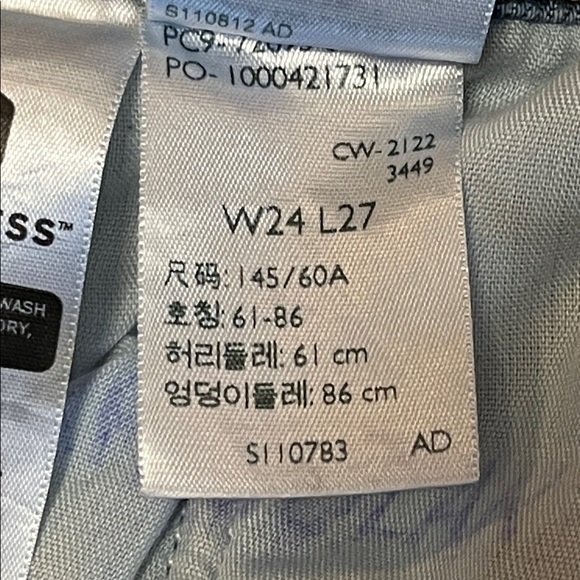 S110812 AD
PO-1000421731
CW-2122
3449
W24 L27
尺码: 145/60A
호칭: 61-86
허리둘레: 61 cm
엉덩이둘레: 86 cm
S110783 AD
SS™
WASH
DRY,